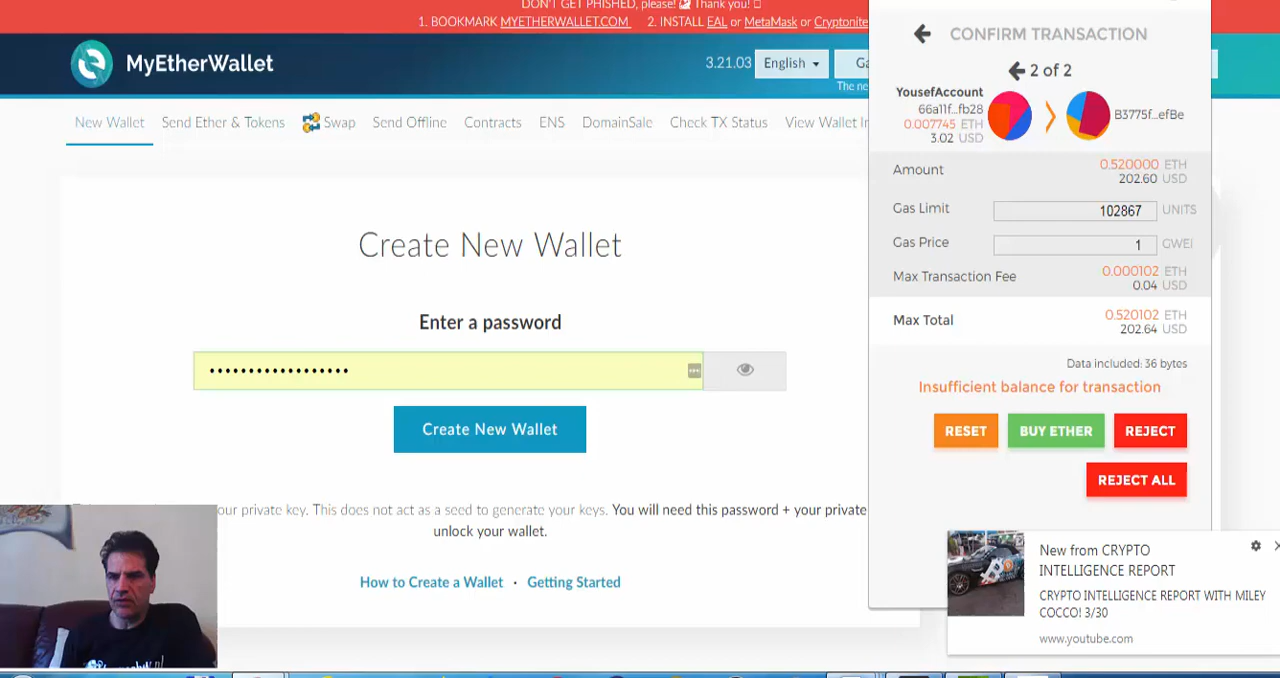 DON'T GET PHISHED, please! Thank you!
1. BOOKMARK MYETHERWALLET.COM 2. INSTALL EAL or MetaMask or Cryptonite
MyEtherWallet
3.21.03 English
The
New Wallet Send Ether & Tokens Swap Send Offline Contracts ENS DomainSale Check TX Status View Wallet
Create New Wallet
Enter a password
••••••••••••••••••
Create New Wallet
our private key. This does not act as a seed to generate your keys. You will need this password + your private
unlock your wallet.
How to Create a Wallet · Getting Started
CONFIRM TRANSACTION
2 of 2
YousefAccount
66a11f...fb28
0.007745 ETH
3.02 USD
B3775f...efBe
Amount 0.520000 ETH
202.60 USD
Gas Limit 102867 UNITS
Gas Price 1 GWEI
Max Transaction Fee 0.000102 ETH
0.04 USD
Max Total 0.520102 ETH
202.64 USD
Data included: 36 bytes
Insufficient balance for transaction
RESET BUY ETHER REJECT
REJECT ALL
New from CRYPTO
INTELLIGENCE REPORT
CRYPTO INTELLIGENCE REPORT WITH MILEY
COCCO! 3/30
www.youtube.com